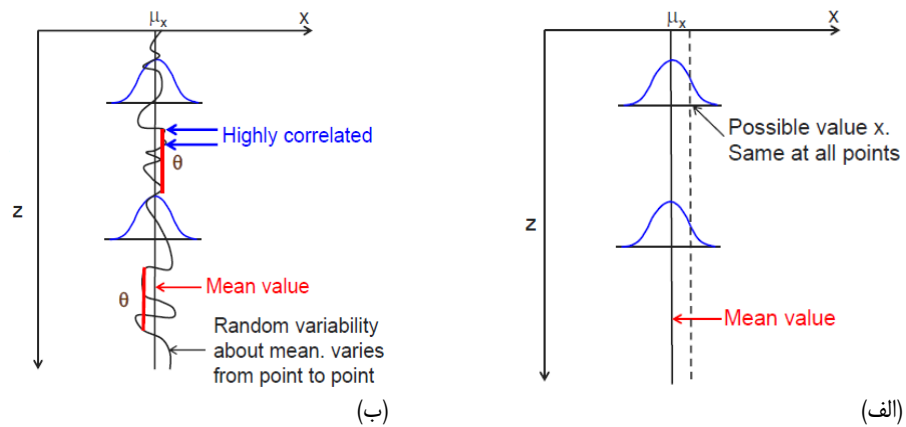 μx
x
Highly correlated
θ
z
Mean value
θ
Random variability
about mean. varies
from point to point
(ب)
μx
x
Possible value x.
Same at all points
z
Mean value
(الف)